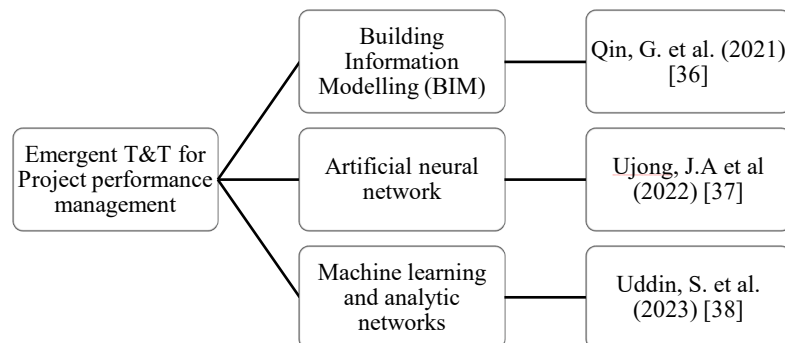 Emergent T&T for
Project performance
management
Building
Information
Modelling (BIM)
Qin, G. et al. (2021)
[36]
Artificial neural
network
Ujong, J.A et al
(2022) [37]
Machine learning
and analytic
networks
Uddin, S. et al.
(2023) [38]